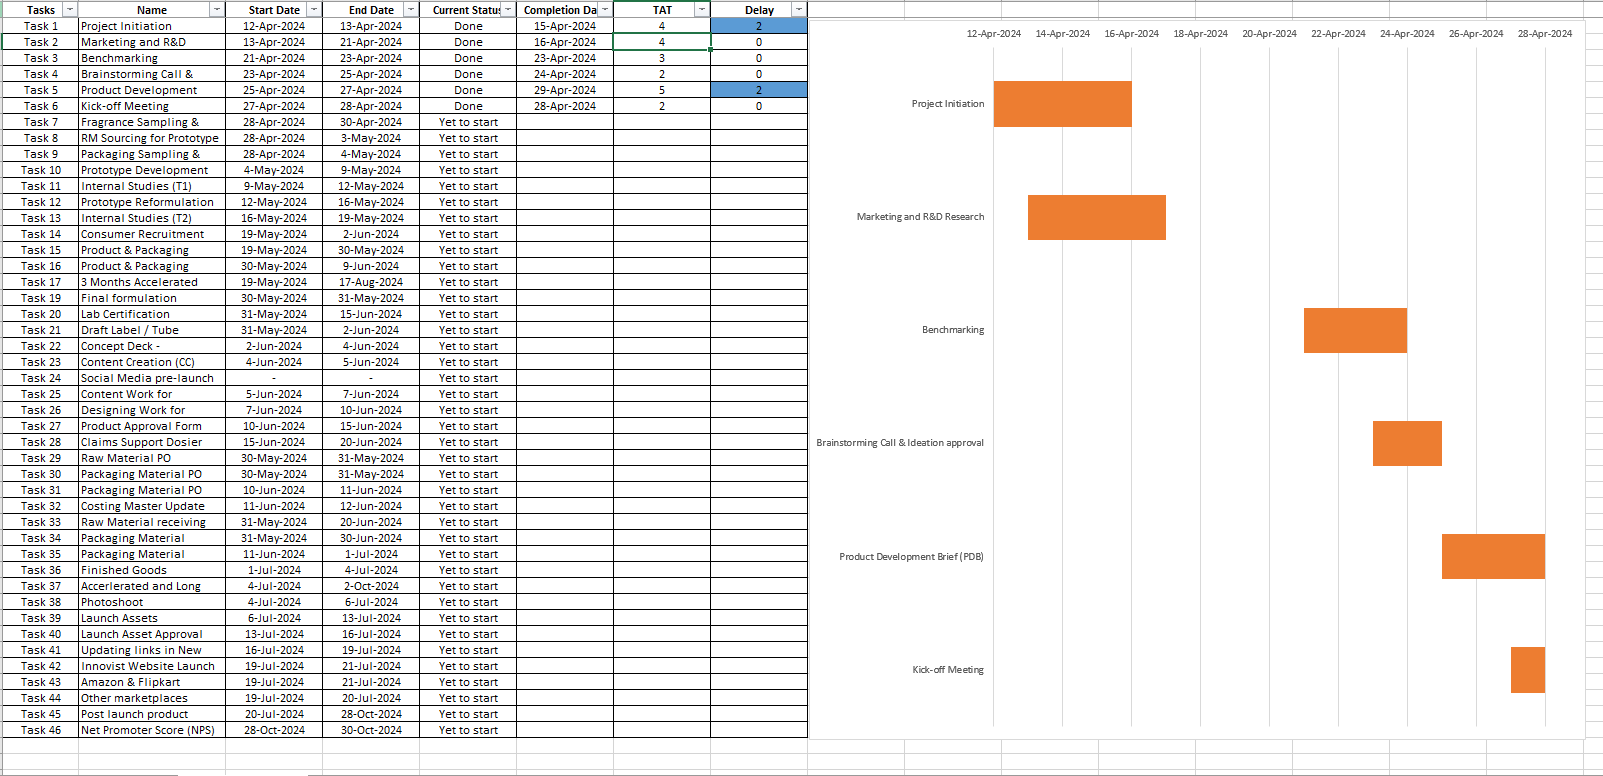 Tasks Name Start Date End Date Current Status Completion Da TAT Delay
Task 1 Project Initiation 12-Apr-2024 13-Apr-2024 Done 15-Apr-2024 4 2
Task 2 Marketing and R&D 13-Apr-2024 21-Apr-2024 Done 16-Apr-2024 4 0
Task 3 Benchmarking 21-Apr-2024 23-Apr-2024 Done 23-Apr-2024 3 0
Task 4 Brainstorming Call & 23-Apr-2024 25-Apr-2024 Done 24-Apr-2024 2 0
Task 5 Product Development 25-Apr-2024 27-Apr-2024 Done 29-Apr-2024 5 2
Task 6 Kick-off Meeting 27-Apr-2024 28-Apr-2024 Done 28-Apr-2024 2 0
Task 7 Fragrance Sampling & 28-Apr-2024 30-Apr-2024 Yet to start
Task 8 RM Sourcing for Prototype 28-Apr-2024 3-May-2024 Yet to start
Task 9 Packaging Sampling & 28-Apr-2024 4-May-2024 Yet to start
Task 10 Prototype Development 4-May-2024 9-May-2024 Yet to start
Task 11 Internal Studies (T1) 9-May-2024 12-May-2024 Yet to start
Task 12 Prototype Reformulation 12-May-2024 16-May-2024 Yet to start
Task 13 Internal Studies (T2) 16-May-2024 19-May-2024 Yet to start
Task 14 Consumer Recruitment 19-May-2024 2-Jun-2024 Yet to start
Task 15 Product & Packaging 19-May-2024 30-May-2024 Yet to start
Task 16 Product & Packaging 30-May-2024 9-Jun-2024 Yet to start
Task 17 3 Months Accelerated 19-May-2024 17-Aug-2024 Yet to start
Task 19 Final formulation 30-May-2024 31-May-2024 Yet to start
Task 20 Lab Certification 31-May-2024 15-Jun-2024 Yet to start
Task 21 Draft Label / Tube 31-May-2024 2-Jun-2024 Yet to start
Task 22 Concept Deck - 2-Jun-2024 4-Jun-2024 Yet to start
Task 23 Content Creation (CC) 4-Jun-2024 5-Jun-2024 Yet to start
Task 24 Social Media pre-launch - - Yet to start
Task 25 Content Work for 5-Jun-2024 7-Jun-2024 Yet to start
Task 26 Designing Work for 7-Jun-2024 10-Jun-2024 Yet to start
Task 27 Product Approval Form 10-Jun-2024 15-Jun-2024 Yet to start
Task 28 Claims Support Dosier 15-Jun-2024 20-Jun-2024 Yet to start
Task 29 Raw Material PO 30-May-2024 31-May-2024 Yet to start
Task 30 Packaging Material PO 30-May-2024 31-May-2024 Yet to start
Task 31 Packaging Material PO 10-Jun-2024 11-Jun-2024 Yet to start
Task 32 Costing Master Update 11-Jun-2024 12-Jun-2024 Yet to start
Task 33 Raw Material receiving 31-May-2024 20-Jun-2024 Yet to start
Task 34 Packaging Material 31-May-2024 30-Jun-2024 Yet to start
Task 35 Packaging Material 11-Jun-2024 1-Jul-2024 Yet to start
Task 36 Finished Goods 1-Jul-2024 4-Jul-2024 Yet to start
Task 37 Accerlerated and Long 4-Jul-2024 2-Oct-2024 Yet to start
Task 38 Photoshoot 4-Jul-2024 6-Jul-2024 Yet to start
Task 39 Launch Assets 6-Jul-2024 13-Jul-2024 Yet to start
Task 40 Launch Asset Approval 13-Jul-2024 16-Jul-2024 Yet to start
Task 41 Updating links in New 16-Jul-2024 19-Jul-2024 Yet to start
Task 42 Innovist Website Launch 19-Jul-2024 21-Jul-2024 Yet to start
Task 43 Amazon & Flipkart 19-Jul-2024 21-Jul-2024 Yet to start
Task 44 Other marketplaces 19-Jul-2024 20-Jul-2024 Yet to start
Task 45 Post launch product 20-Jul-2024 28-Oct-2024 Yet to start
Task 46 Net Promoter Score (NPS) 28-Oct-2024 30-Oct-2024 Yet to start
12-Apr-2024 14-Apr-2024 16-Apr-2024 18-Apr-2024 20-Apr-2024 22-Apr-2024 24-Apr-2024 26-Apr-2024 28-Apr-2024
Project Initiation
Marketing and R&D Research
Benchmarking
Brainstorming Call & Ideation approval
Product Development Brief (PDB)
Kick-off Meeting